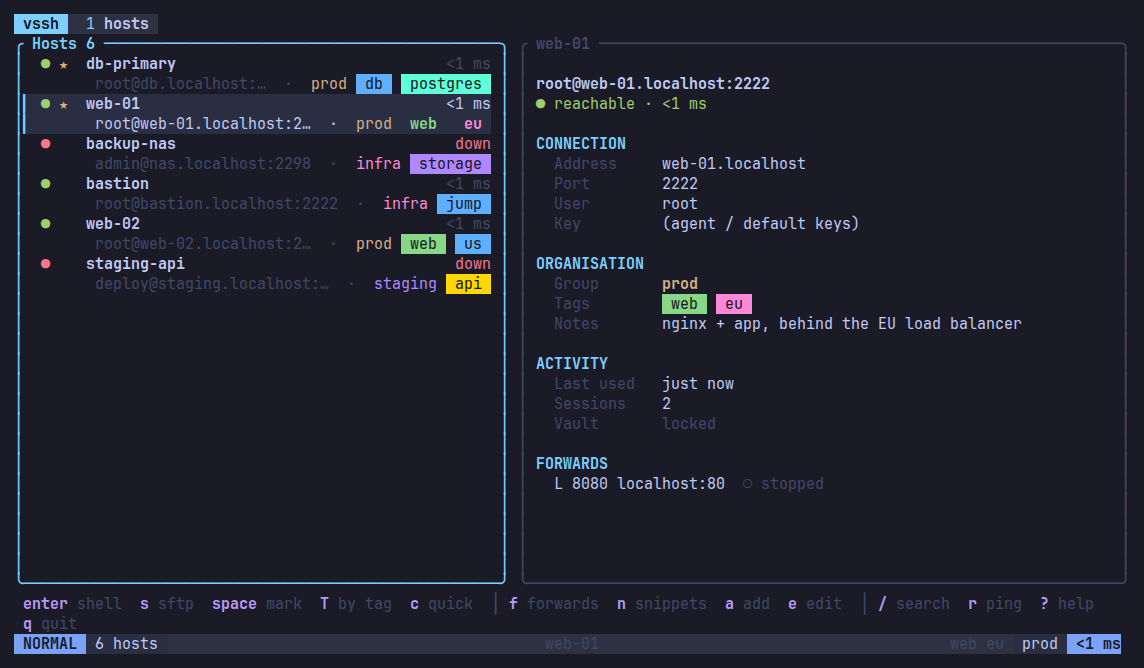 vssh 1 hosts
Hosts 6
● ★ db-primary <1 ms
root@db.localhost:… · prod db postgres
● ★ web-01 <1 ms
root@web-01.localhost:2… · prod web eu
● backup-nas down
admin@nas.localhost:2298 · infra storage
● bastion <1 ms
root@bastion.localhost:2222 · infra jump
● web-02 <1 ms
root@web-02.localhost:2… · prod web us
● staging-api down
deploy@staging.localhost:… · staging api
web-01
root@web-01.localhost:2222
● reachable · <1 ms
CONNECTION
Address web-01.localhost
Port 2222
User root
Key (agent / default keys)
ORGANISATION
Group prod
Tags web eu
Notes nginx + app, behind the EU load balancer
ACTIVITY
Last used just now
Sessions 2
Vault locked
FORWARDS
L 8080 localhost:80 ○ stopped
enter shell s sftp space mark T by tag c quick │ f forwards n snippets a add e edit │ / search r ping ? help
q quit
NORMAL 6 hosts web-01 web eu prod <1 ms